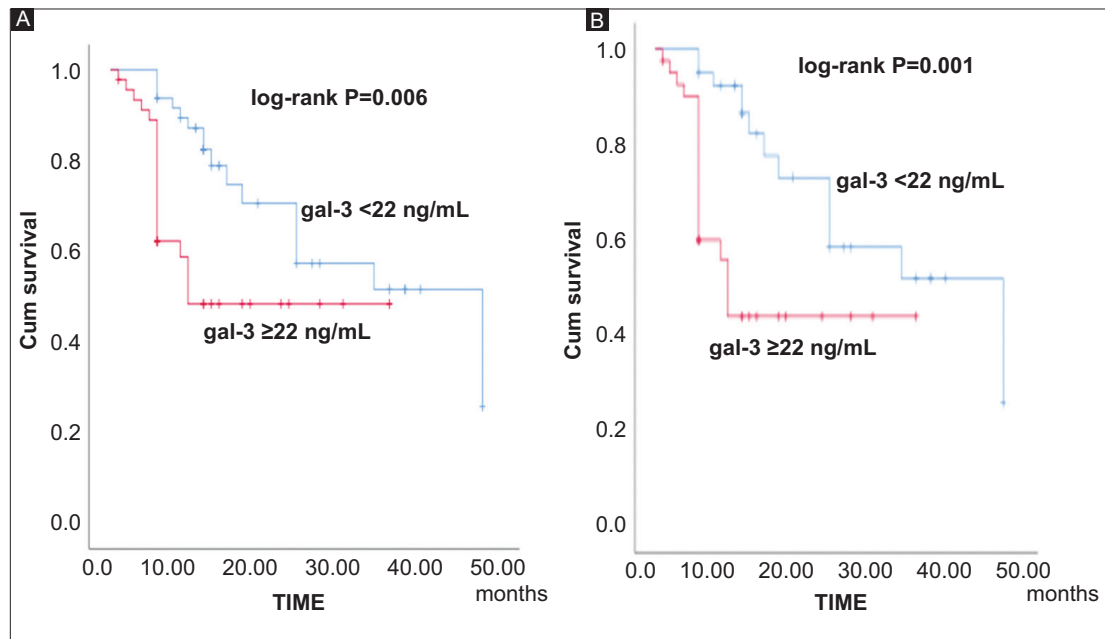 A
log-rank P=0.006
gal-3 <22 ng/mL
gal-3 ≥22 ng/mL
Cum survival
1.0
0.8
0.6
0.4
0.2
0.0
0.0 10.00 20.00 30.00 40.00 50.00
TIME
months
B
log-rank P=0.001
gal-3 <22 ng/mL
gal-3 ≥22 ng/mL
Cum survival
1.0
0.8
0.6
0.4
0.2
0.0
0.0 10.00 20.00 30.00 40.00 50.00
TIME
months